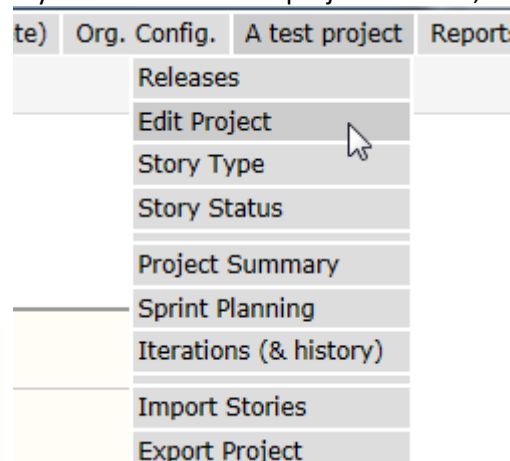 te) Org. Config. A test project Report
Releases
Edit Project
Story Type
Story Status
Project Summary
Sprint Planning
Iterations (& history)
Import Stories
Export Project